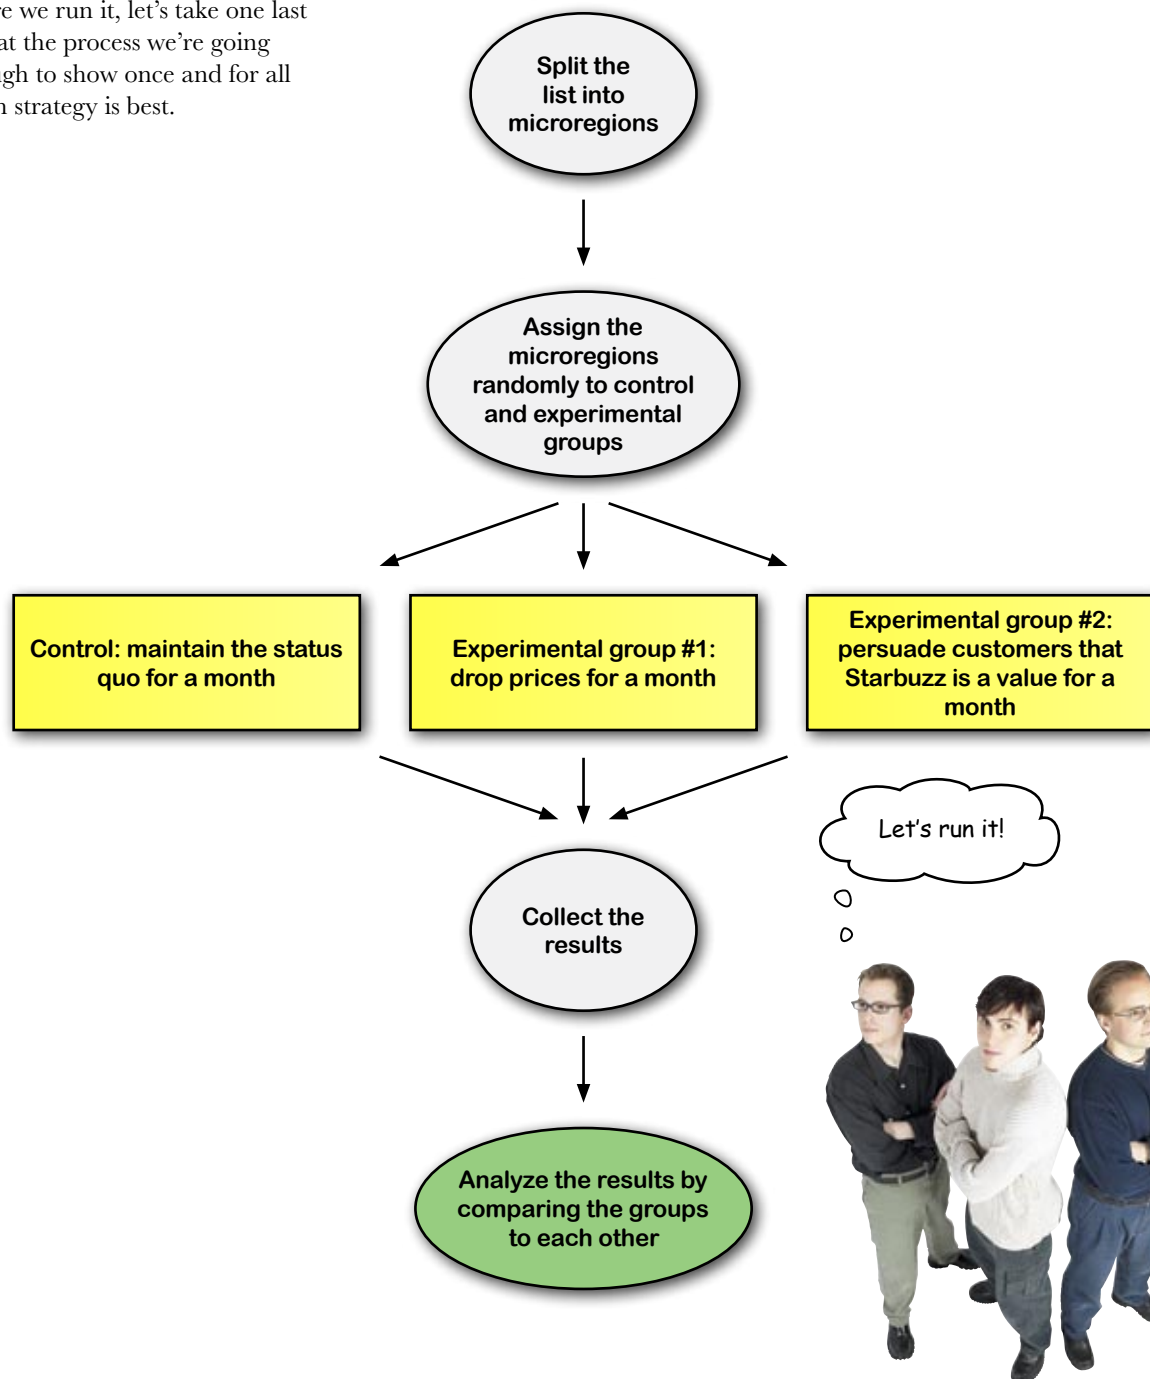 re we run it, let's take one last
at the process we're going
ugh to show once and for all
n strategy is best.
Split the
list into
microregions
Assign the
microregions
randomly to control
and experimental
groups
Control: maintain the status
quo for a month
Experimental group #1:
drop prices for a month
Experimental group #2:
persuade customers that
Starbuzz is a value for a
month
Let's run it!
Collect the
results
Analyze the results by
comparing the groups
to each other